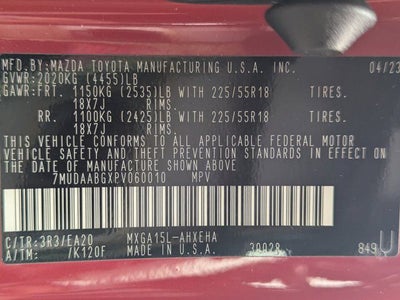 MFD.BY:MAZDA TOYOTA MANUFACTURING U.S.A. INC. 04/23
GVWR:2020KG (4455)LB
GAWR:FRT. 1150KG (2535)LB WITH 225/55R18 TIRES.
18X7J RIMS.
RR. 1100KG (2425)LB WITH 225/55R18 TIRES.
18X7J RIMS.
THIS VEHICLE CONFORMS TO ALL APPLICABLE FEDERAL MOTOR
VEHICLE SAFETY, BUMPER, AND THEFT PREVENTION STANDARDS
IN EFFECT ON THE DATE OF MANUFACTURE SHOWN ABOVE.
7MUDAABGXPV060010 MPV
C/TR:3R3/EA20 MXGA15L-AHXEHA
A/TM: /K120F MADE IN U.S.A. 30028 849 U